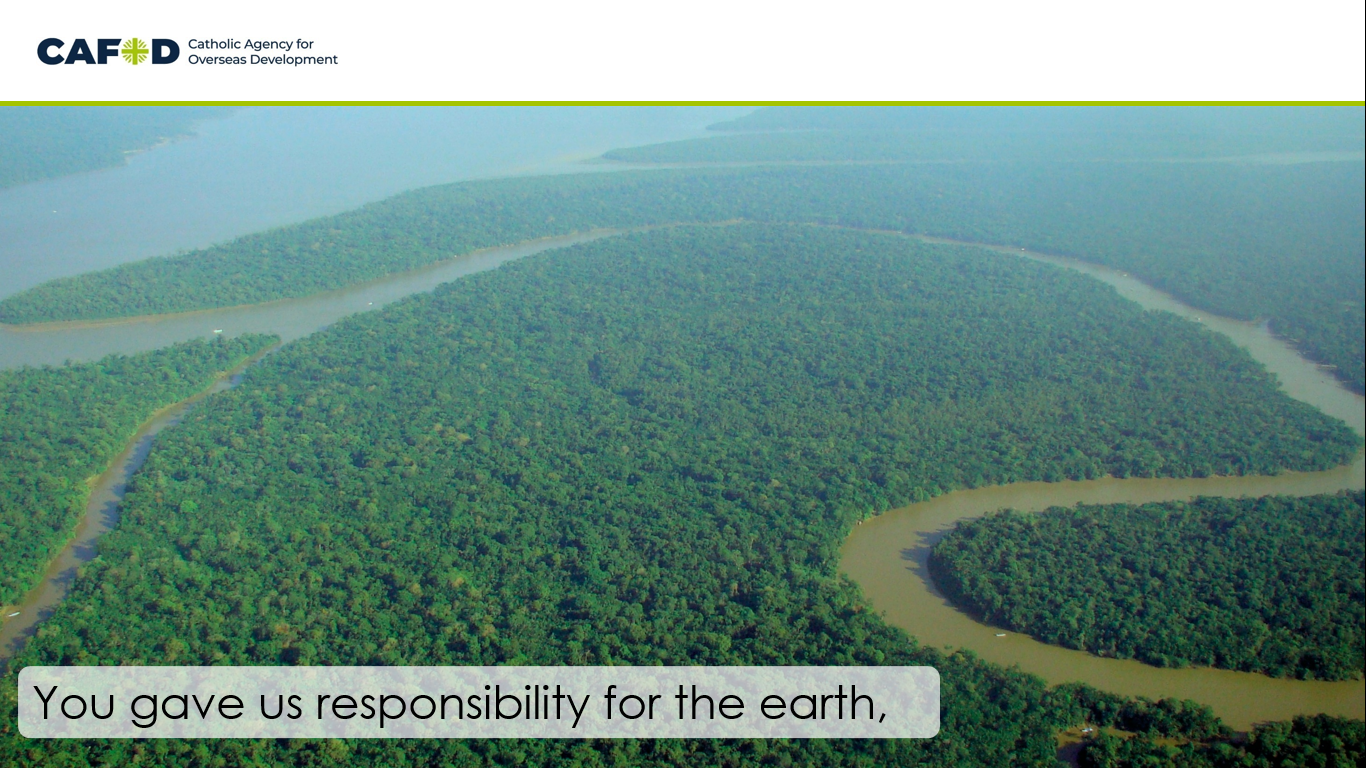 CAFOD
Catholic Agency for
Overseas Development
You gave us responsibility for the earth,